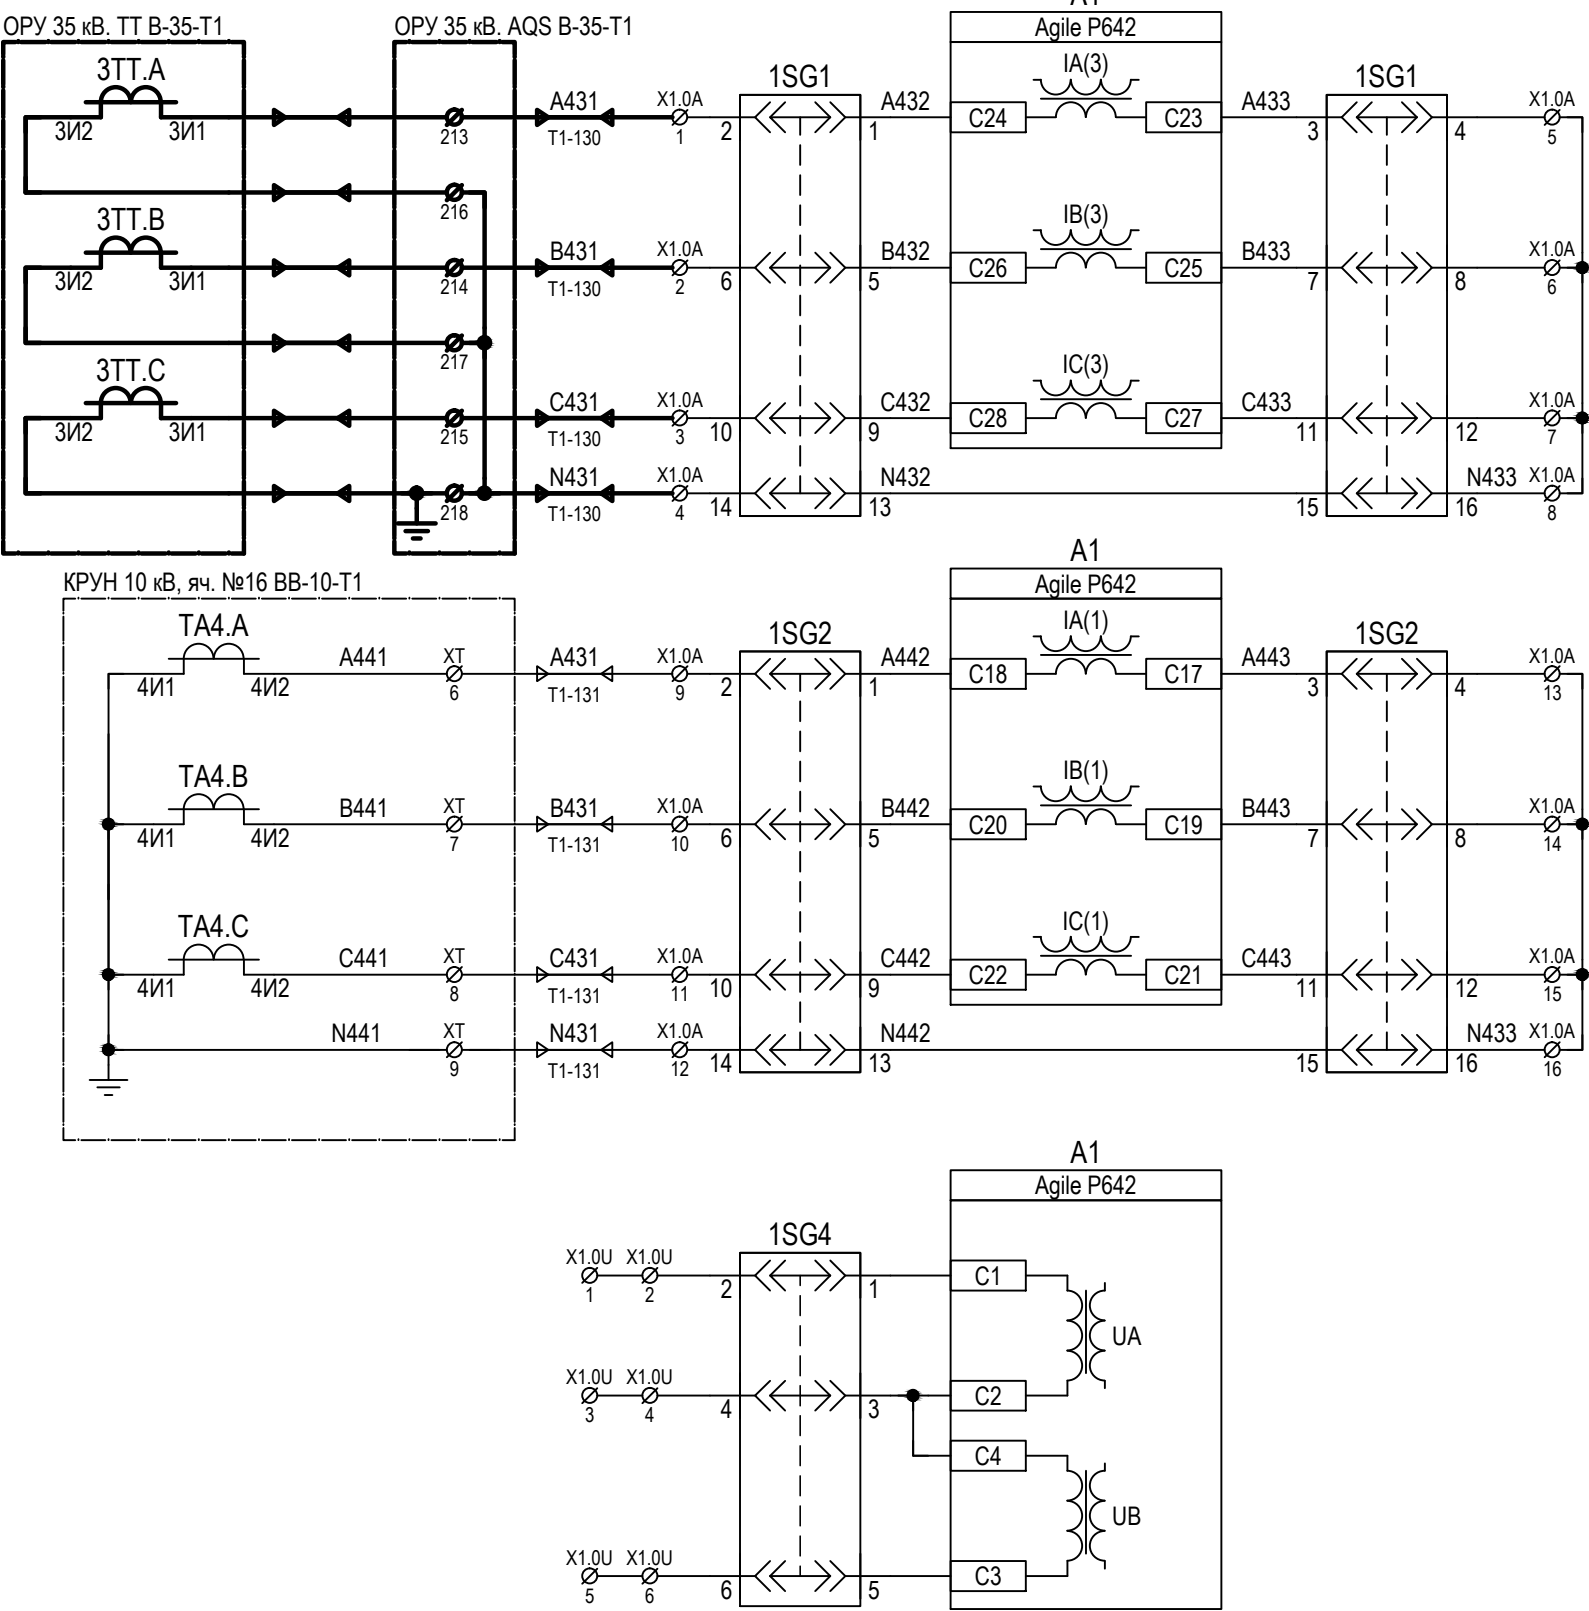 A1
ОРУ 35 кВ. ТТ В-35-Т1
ОРУ 35 кВ. AQS В-35-Т1
Agile P642
3ТТ.А
1SG1
IA(3)
1SG1
А431
X1.0A
A432
C24
C23
A433
X1.0A
3И2
3И1
213
Т1-130
1
2
1
3
4
5
216
3ТТ.В
IB(3)
B431
X1.0A
B432
C26
C25
B433
X1.0A
3И2
3И1
214
Т1-130
2
6
5
7
8
6
217
3ТТ.С
IC(3)
C431
X1.0A
C432
C28
C27
C433
X1.0A
3И2
3И1
215
Т1-130
3
10
9
11
12
7
N431
X1.0A
N432
N433
X1.0A
218
Т1-130
4
14
13
15
16
8
A1
КРУН 10 кВ, яч. №16 ВВ-10-Т1
Agile P642
ТА4.А
1SG2
IA(1)
1SG2
A441
XT
A431
X1.0A
A442
C18
C17
A443
X1.0A
4И1
4И2
6
Т1-131
9
2
1
3
4
13
ТА4.В
IB(1)
B441
XT
B431
X1.0A
B442
C20
C19
B443
X1.0A
4И1
4И2
7
Т1-131
10
6
5
7
8
14
ТА4.С
IC(1)
C441
XT
C431
X1.0A
C442
C22
C21
C443
X1.0A
4И1
4И2
8
Т1-131
11
10
9
11
12
15
N441
XT
N431
X1.0A
N442
N433
X1.0A
9
Т1-131
12
14
13
15
16
16
A1
Agile P642
1SG4
X1.0U
X1.0U
C1
1
2
2
1
UA
X1.0U
X1.0U
C2
3
4
4
3
C4
UB
X1.0U
X1.0U
C3
5
6
6
5